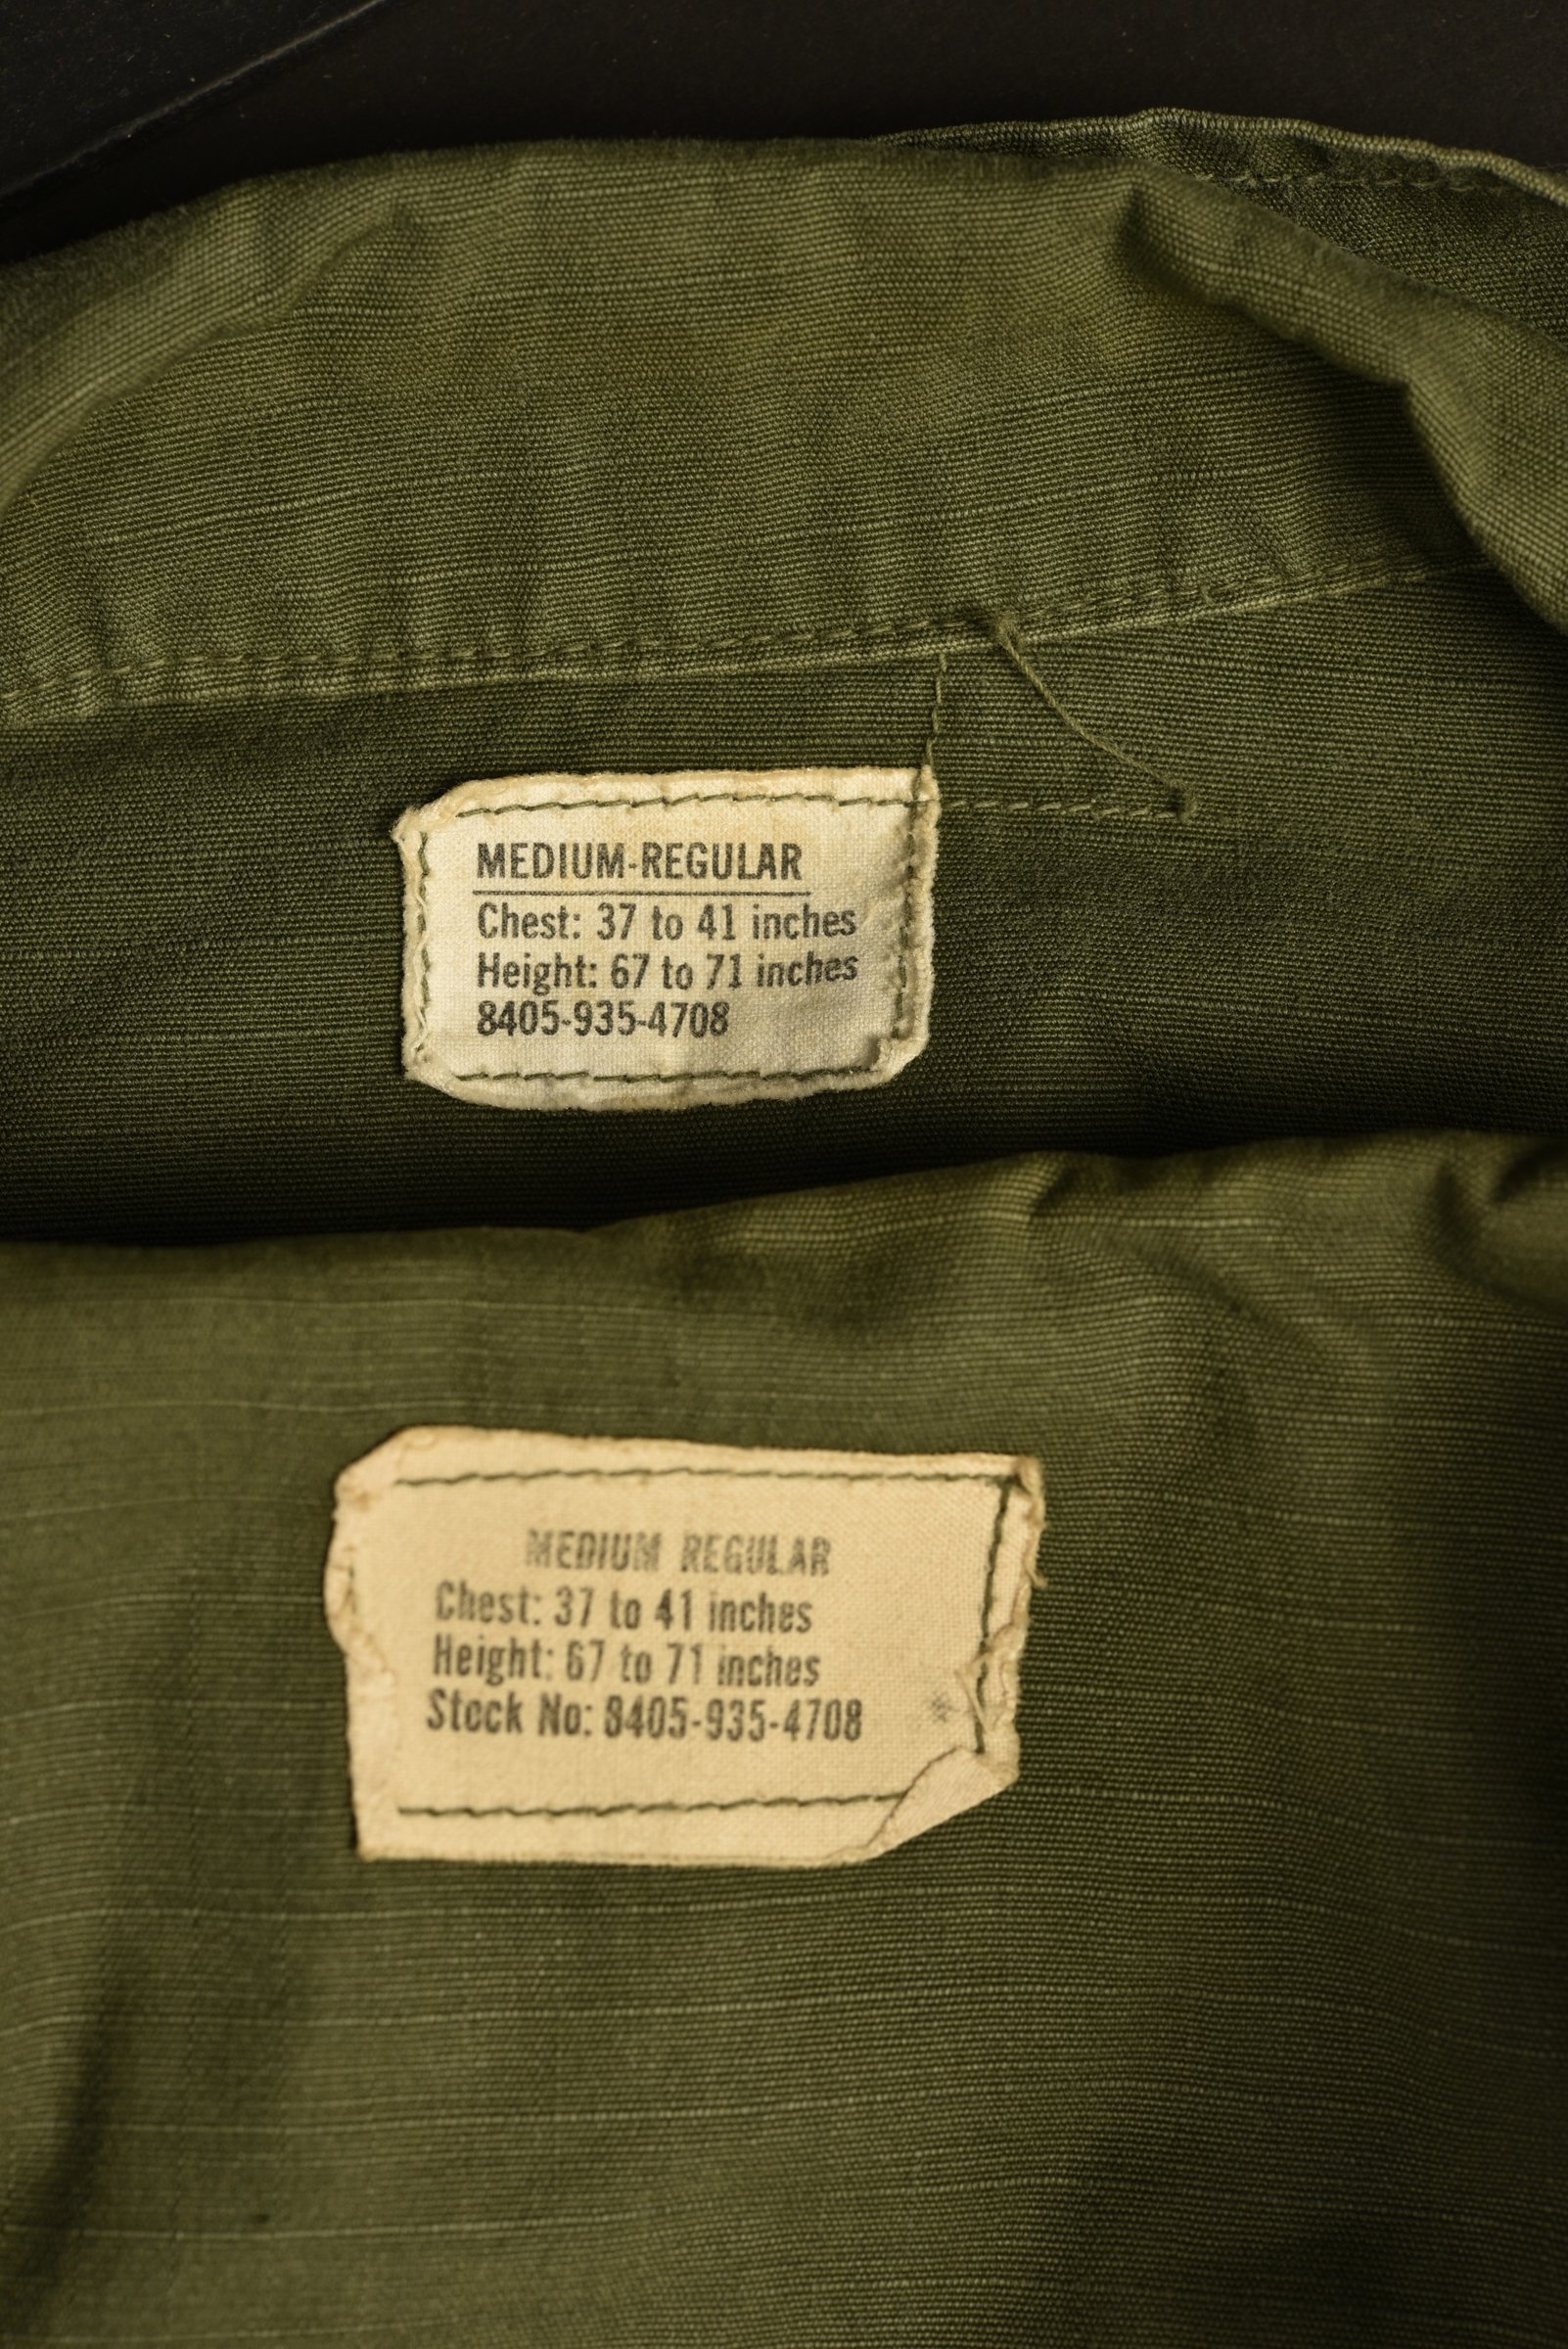 MEDIUM-REGULAR
Chest: 37 to 41 inches
Height: 67 to 71 inches
8405-935-4708
MEDIUM REGULAR
Chest: 37 to 41 inches
Height: 67 to 71 inches
Stock No: 8405-935-4708